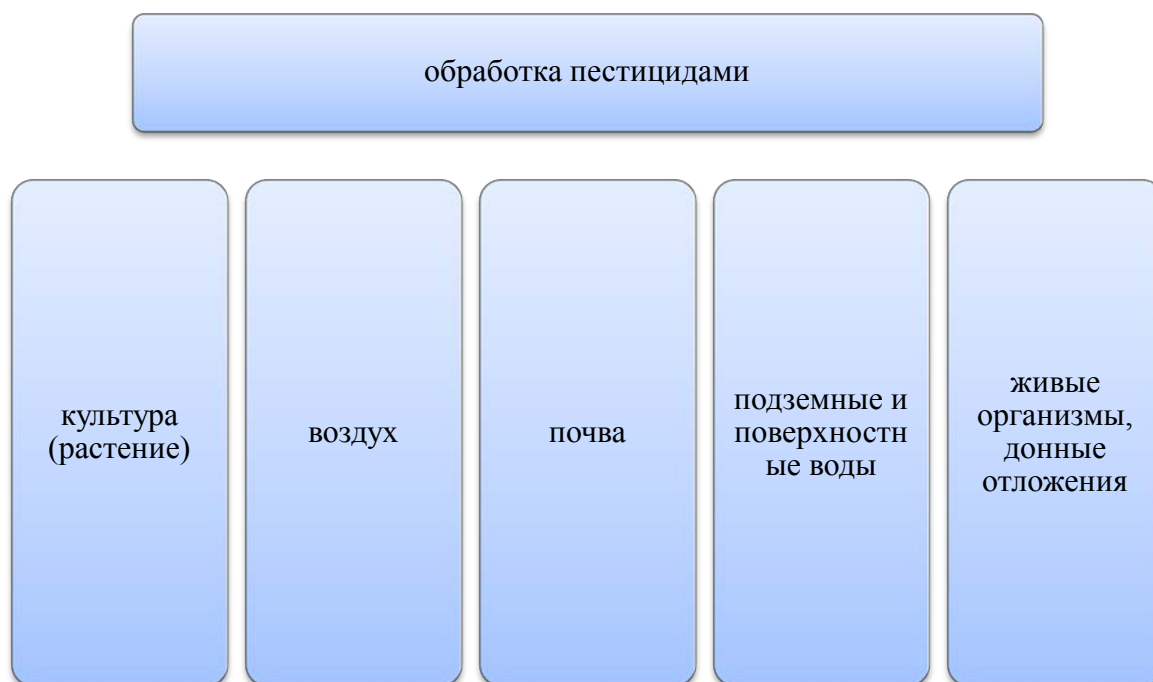 обработка пестицидами
культура
(растение)
воздух
почва
подземные и
поверхностн
ые воды
живые
организмы,
донные
отложения